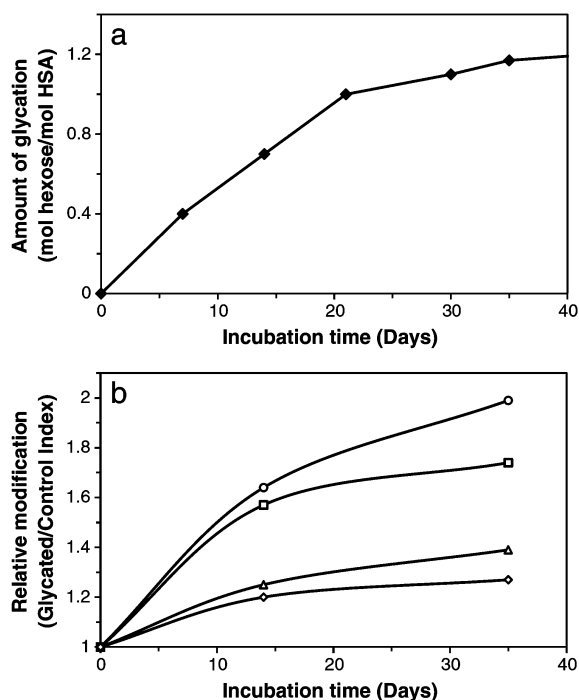 a
Amount of glycation
(mol hexose/mol HSA)
1.2
0.8
0.4
0
0 10 20 30 40
Incubation time (Days)
b
Relative modification
(Glycated/Control Index)
2
1.8
1.6
1.4
1.2
1
0 10 20 30 40
Incubation time (Days)